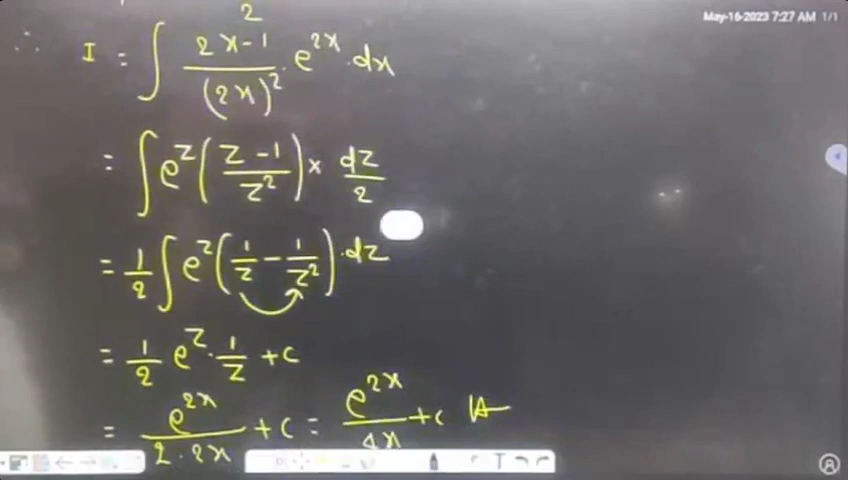 May-16-2023 7:27 AM 1/1
2
∴ I = ∫ (2x-1)/(2x)² · e^2x · dx
= ∫ e^z ( (z-1)/z² ) × dz/2
= 1/2 ∫ e^z ( 1/z - 1/z² ) · dz
= 1/2 e^z · 1/z + c
= e^2x/(2·2x) + c = e^2x/4x + c A